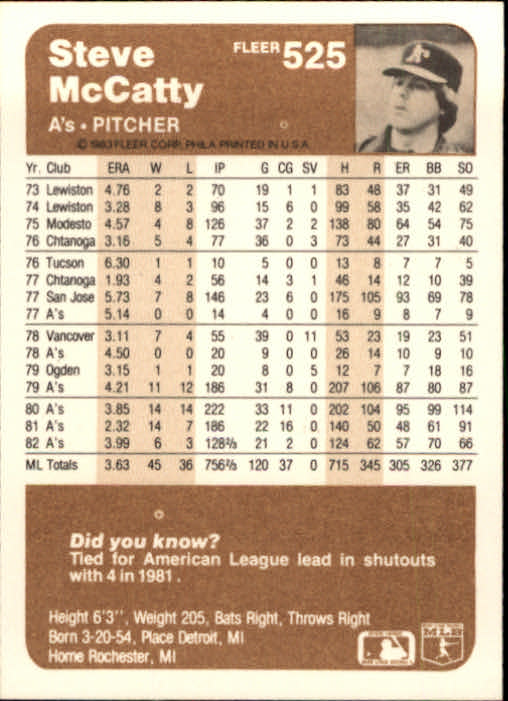 Steve
McCatty
FLEER 525
A's • PITCHER
© 1983 FLEER CORP. PHILA PRINTED IN U.S.A.
Yr. Club ERA W L IP G CG SV H R ER BB SO
73 Lewiston 4.76 2 2 70 19 1 1 83 48 37 31 49
74 Lewiston 3.28 8 3 96 15 6 0 99 58 35 42 62
75 Modesto 4.57 4 8 126 37 2 2 138 80 64 54 75
76 Chtanoga 3.16 5 4 77 36 0 3 73 44 27 31 40
76 Tucson 6.30 1 1 10 5 0 0 13 8 7 7 5
77 Chtanoga 1.93 4 2 56 14 3 1 46 14 12 10 39
77 San Jose 5.73 7 8 146 23 6 0 175 105 93 69 78
77 A's 5.14 0 0 14 4 0 0 16 9 8 7 9
78 Vancover 3.11 7 4 55 39 0 11 53 23 19 23 51
78 A's 4.50 0 0 20 9 0 0 26 14 10 9 10
79 Ogden 3.15 1 1 20 8 0 5 12 7 7 18 16
79 A's 4.21 11 12 186 31 8 0 207 106 87 80 87
80 A's 3.85 14 14 222 33 11 0 202 104 95 99 114
81 A's 2.32 14 7 186 22 16 0 140 50 48 61 91
82 A's 3.99 6 3 128⅔ 21 2 0 124 62 57 70 66
ML Totals 3.63 45 36 756⅔ 120 37 0 715 345 305 326 377
Did you know?
Tied for American League lead in shutouts
with 4 in 1981.
Height 6'3'', Weight 205, Bats Right, Throws Right
Born 3-20-54, Place Detroit, MI
Home Rochester, MI